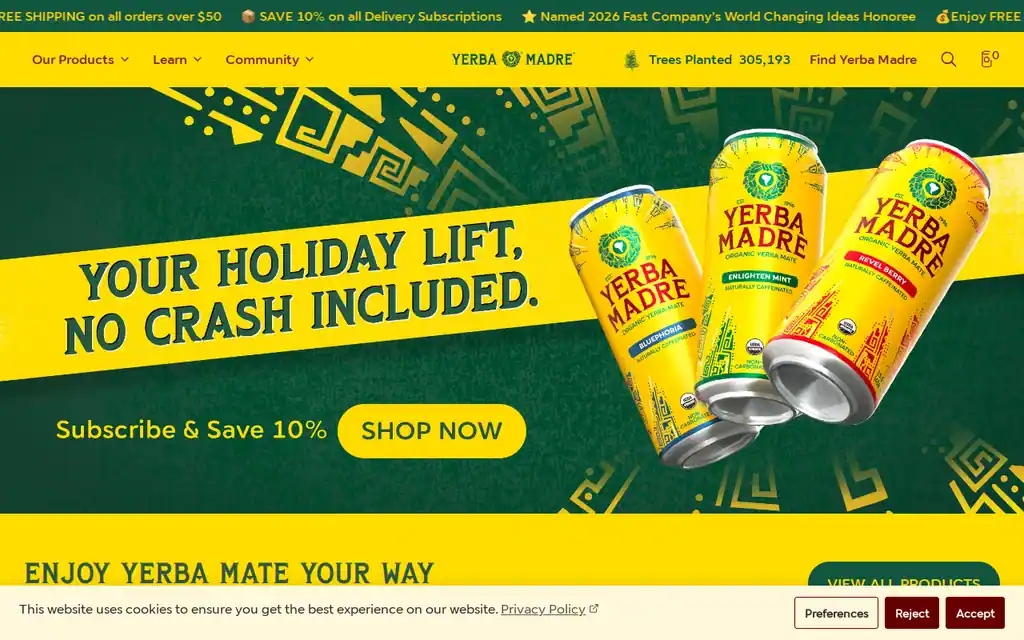 REE SHIPPING on all orders over $50 📦 SAVE 10% on all Delivery Subscriptions ⭐ Named 2026 Fast Company's World Changing Ideas Honoree 💰Enjoy FREE
Our Products Learn Community YERBA MADRE Trees Planted 305,193 Find Yerba Madre 0
YOUR HOLIDAY LIFT,
NO CRASH INCLUDED.
Subscribe & Save 10% SHOP NOW
YERBA
MADRE
ORGANIC YERBA MATE
BLUEPHORIA
NATURALLY CAFFEINATED
EST 1996
YERBA
MADRE
ORGANIC YERBA MATE
ENLIGHTEN MINT
NATURALLY CAFFEINATED
YERBA
MADRE
ORGANIC YERBA MATE
REVEL BERRY
NATURALLY CAFFEINATED
ENJOY YERBA MATE YOUR WAY
VIEW ALL PRODUCTS
This website uses cookies to ensure you get the best experience on our website. Privacy Policy
Preferences Reject Accept